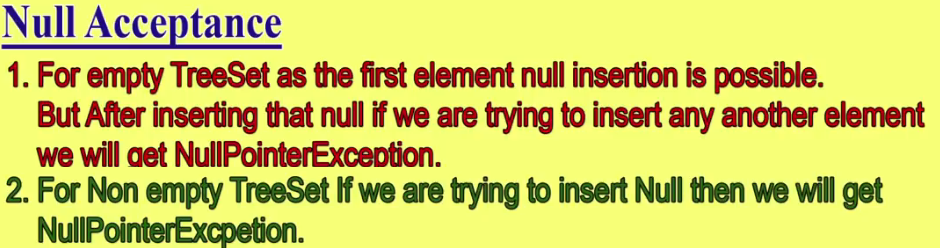 Null Acceptance
1. For empty TreeSet as the first element null insertion is possible.
But After inserting that null if we are trying to insert any another element
we will get NullPointerException.
2. For Non empty TreeSet If we are trying to insert Null then we will get
NullPointerExcpetion.